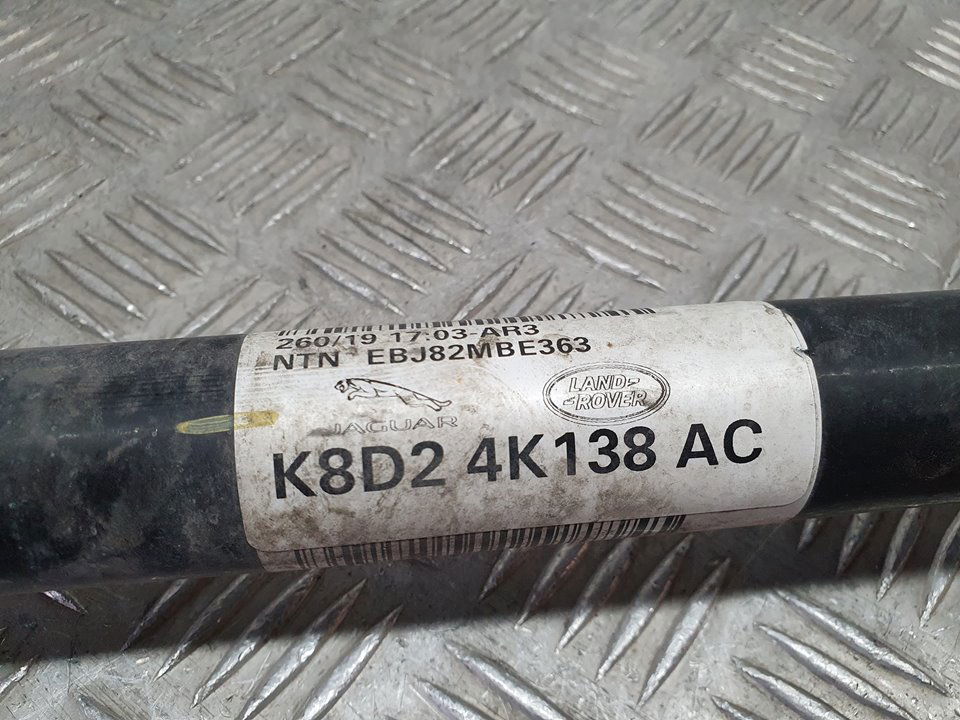 260/19 17:03-AR3
NTN EBJ82MBE363
JAGUAR
LAND-
-ROVER
K8D2 4K138 AC